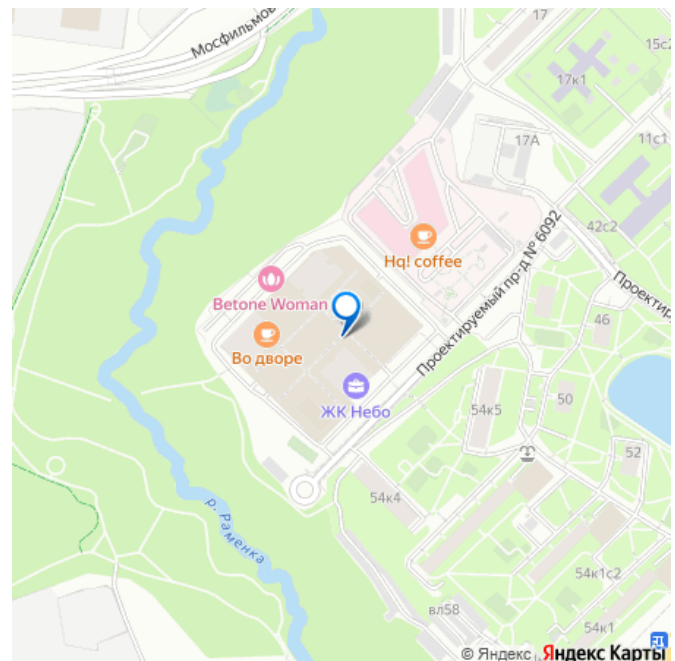 Мосфильмов
17
15с2
17к1
17А
11с1
42с2
Hq! coffee
Проектируемый пр-д № 6092
Проектир
Betone Woman
46
Во дворе
ЖК Небо
54к5
50
52
54к4
р. Раменка
54к1с2
вл58
54к1
© Яндекс Яндекс Карты